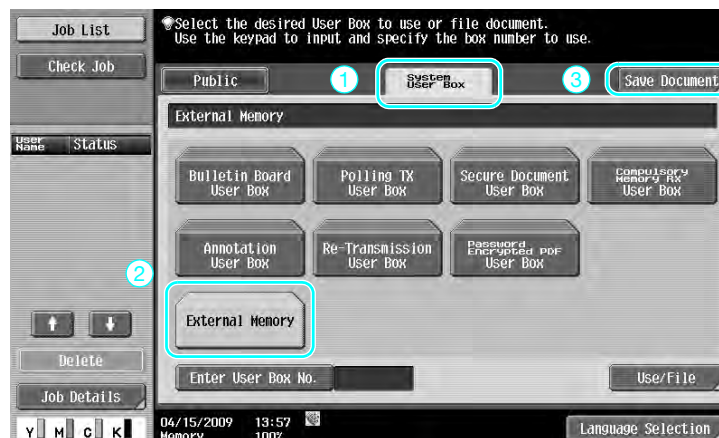 Job List
Check Job
User Name Status
Delete
Job Details
Y M C K
Select the desired User Box to use or file document.
Use the keypad to input and specify the box number to use.
Public
1
System
User Box
3
Save Document
External Memory
Bulletin Board
User Box
Polling TX
User Box
Secure Document
User Box
Compulsory
Memory RX
User Box
Annotation
User Box
Re-Transmission
User Box
Password
Encrypted PDF
User Box
2
External Memory
Enter User Box No.
Use/File
04/15/2009 13:57
Memory 100%
Language Selection